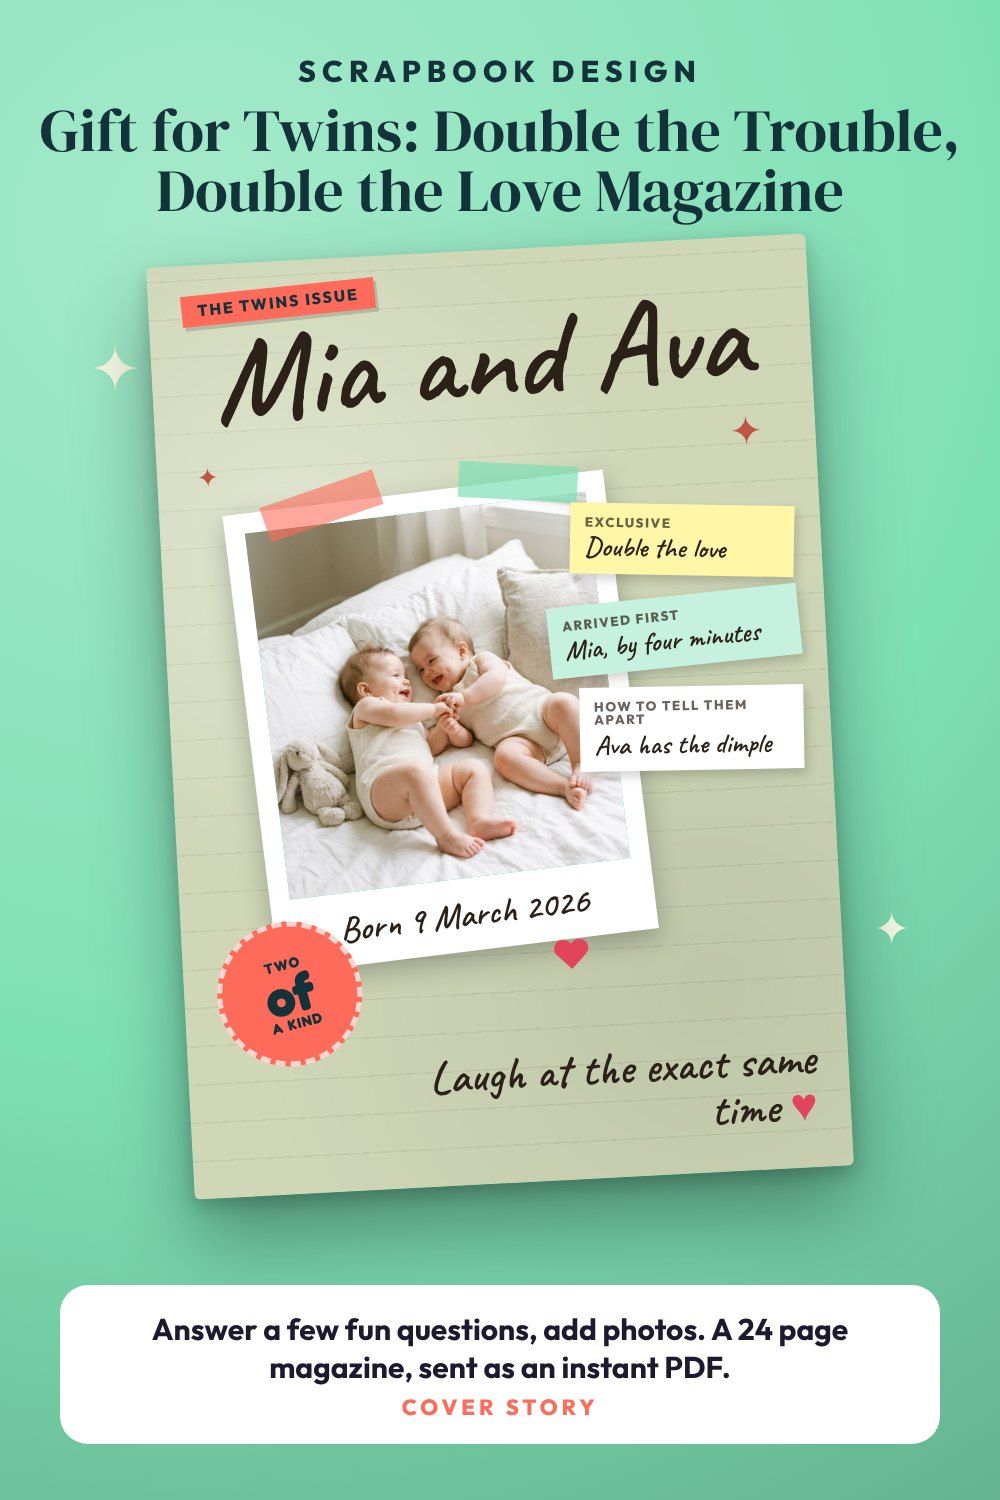 SCRAPBOOK DESIGN
Gift for Twins: Double the Trouble,
Double the Love Magazine
THE TWINS ISSUE
Mia and Ava
EXCLUSIVE
Double the love
ARRIVED FIRST
Mia, by four minutes
HOW TO TELL THEM
APART
Ava has the dimple
Born 9 March 2026
TWO
of
A KIND
Laugh at the exact same
time ♥
Answer a few fun questions, add photos. A 24 page
magazine, sent as an instant PDF.
COVER STORY